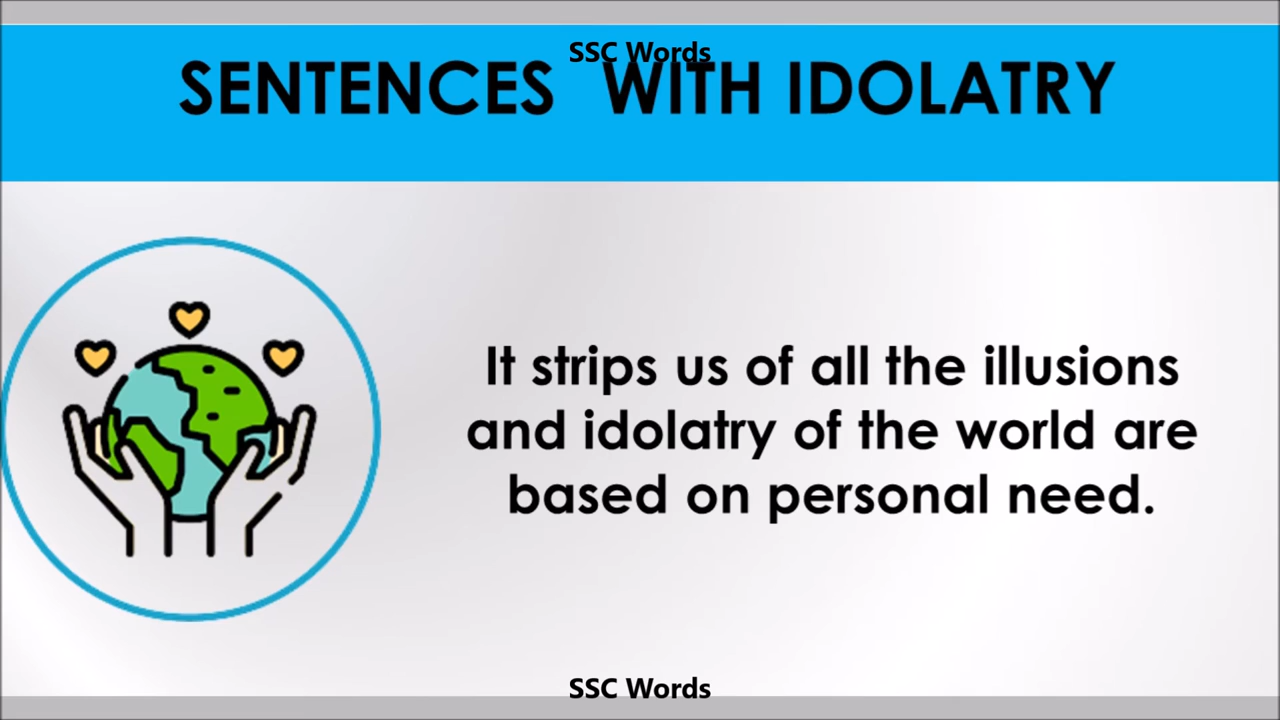 SSC Words
SENTENCES WITH IDOLATRY
It strips us of all the illusions
and idolatry of the world are
based on personal need.
SSC Words